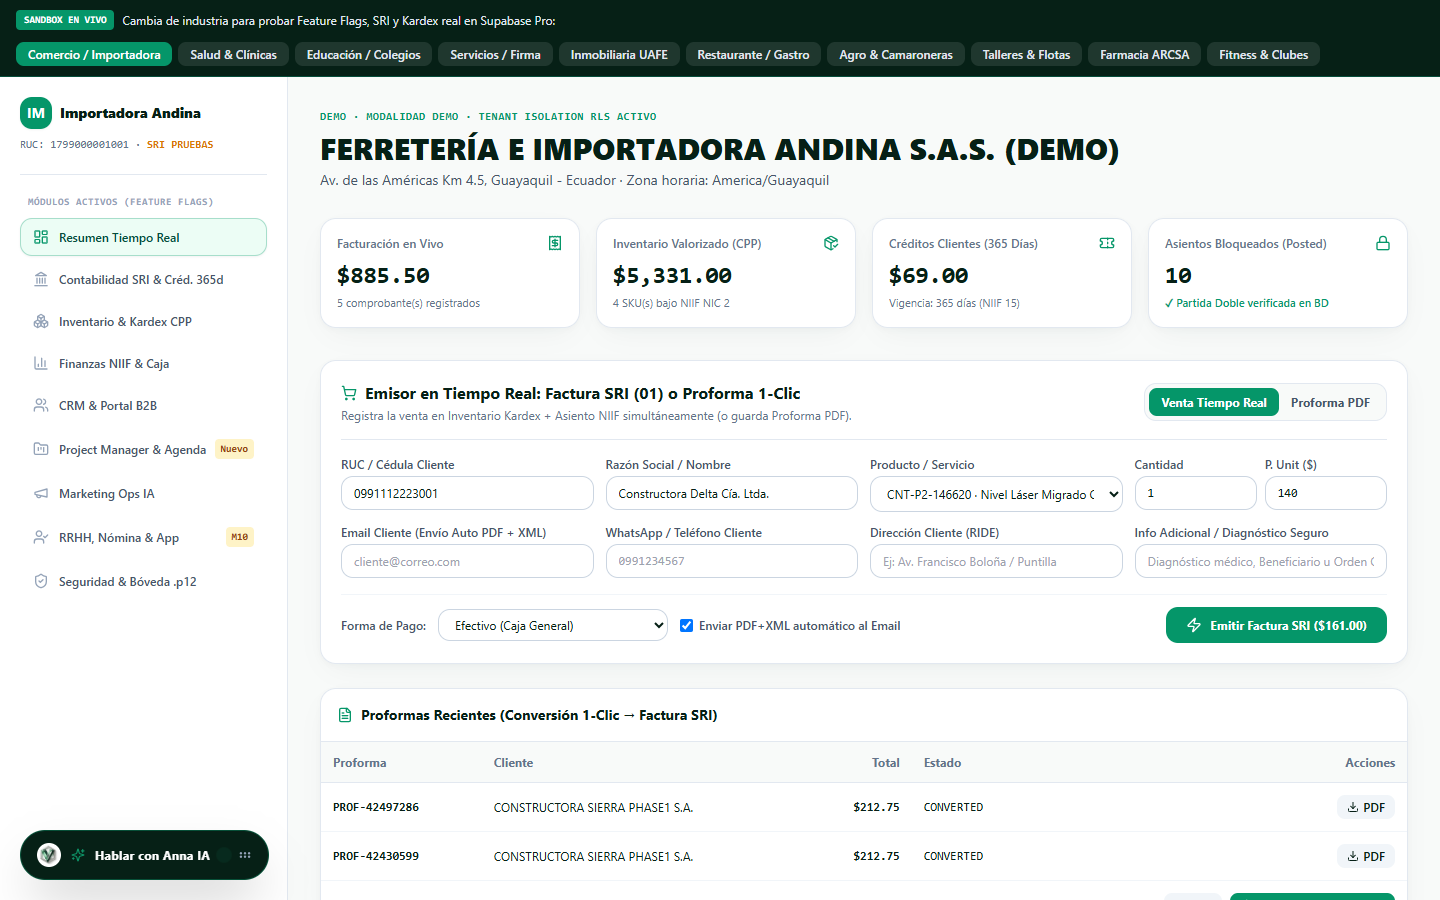 SANDBOX EN VIVO Cambia de industria para probar Feature Flags, SRI y Kardex real en Supabase Pro:
Comercio / Importadora Salud & Clínicas Educación / Colegios Servicios / Firma Inmobiliaria UAFE Restaurante / Gastro Agro & Camaroneras Talleres & Flotas Farmacia ARCSA Fitness & Clubes
IM Importadora Andina
RUC: 1799000001001 · SRI PRUEBAS
MÓDULOS ACTIVOS (FEATURE FLAGS)
Resumen Tiempo Real
Contabilidad SRI & Créd. 365d
Inventario & Kardex CPP
Finanzas NIIF & Caja
CRM & Portal B2B
Project Manager & Agenda Nuevo
Marketing Ops IA
RRHH, Nómina & App M10
Seguridad & Bóveda .p12
Hablar con Anna IA
DEMO · MODALIDAD DEMO · TENANT ISOLATION RLS ACTIVO
FERRETERÍA E IMPORTADORA ANDINA S.A.S. (DEMO)
Av. de las Américas Km 4.5, Guayaquil - Ecuador · Zona horaria: America/Guayaquil
Facturación en Vivo
$885.50
5 comprobante(s) registrados
Inventario Valorizado (CPP)
$5,331.00
4 SKU(s) bajo NIIF NIC 2
Créditos Clientes (365 Días)
$69.00
Vigencia: 365 días (NIIF 15)
Asientos Bloqueados (Posted)
10
✓ Partida Doble verificada en BD
Emisor en Tiempo Real: Factura SRI (01) o Proforma 1-Clic
Registra la venta en Inventario Kardex + Asiento NIIF simultáneamente (o guarda Proforma PDF).
Venta Tiempo Real Proforma PDF
RUC / Cédula Cliente Razón Social / Nombre Producto / Servicio Cantidad P. Unit ($)
0991112223001 Constructora Delta Cía. Ltda. CNT-P2-146620 · Nivel Láser Migrado 1 140
Email Cliente (Envío Auto PDF + XML) WhatsApp / Teléfono Cliente Dirección Cliente (RIDE) Info Adicional / Diagnóstico Seguro
cliente@correo.com 0991234567 Ej: Av. Francisco Boloña / Puntilla Diagnóstico médico, Beneficiario u Orden
Forma de Pago: Efectivo (Caja General) Enviar PDF+XML automático al Email Emitir Factura SRI ($161.00)
Proformas Recientes (Conversión 1-Clic → Factura SRI)
Proforma Cliente Total Estado Acciones
PROF-42497286 CONSTRUCTORA SIERRA PHASE1 S.A. $212.75 CONVERTED PDF
PROF-42430599 CONSTRUCTORA SIERRA PHASE1 S.A. $212.75 CONVERTED PDF